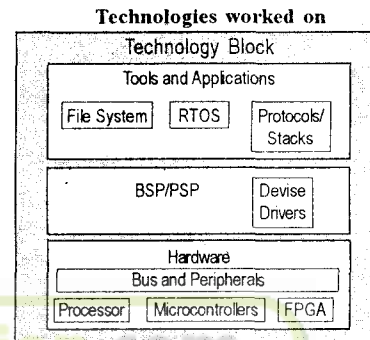 Technologies worked on
Technology Block
Tools and Applications
File System RTOS Protocols/
Stacks
BSP/PSP Devise
Drivers
Hardware
Bus and Peripherals
Processor Microcontrollers FPGA